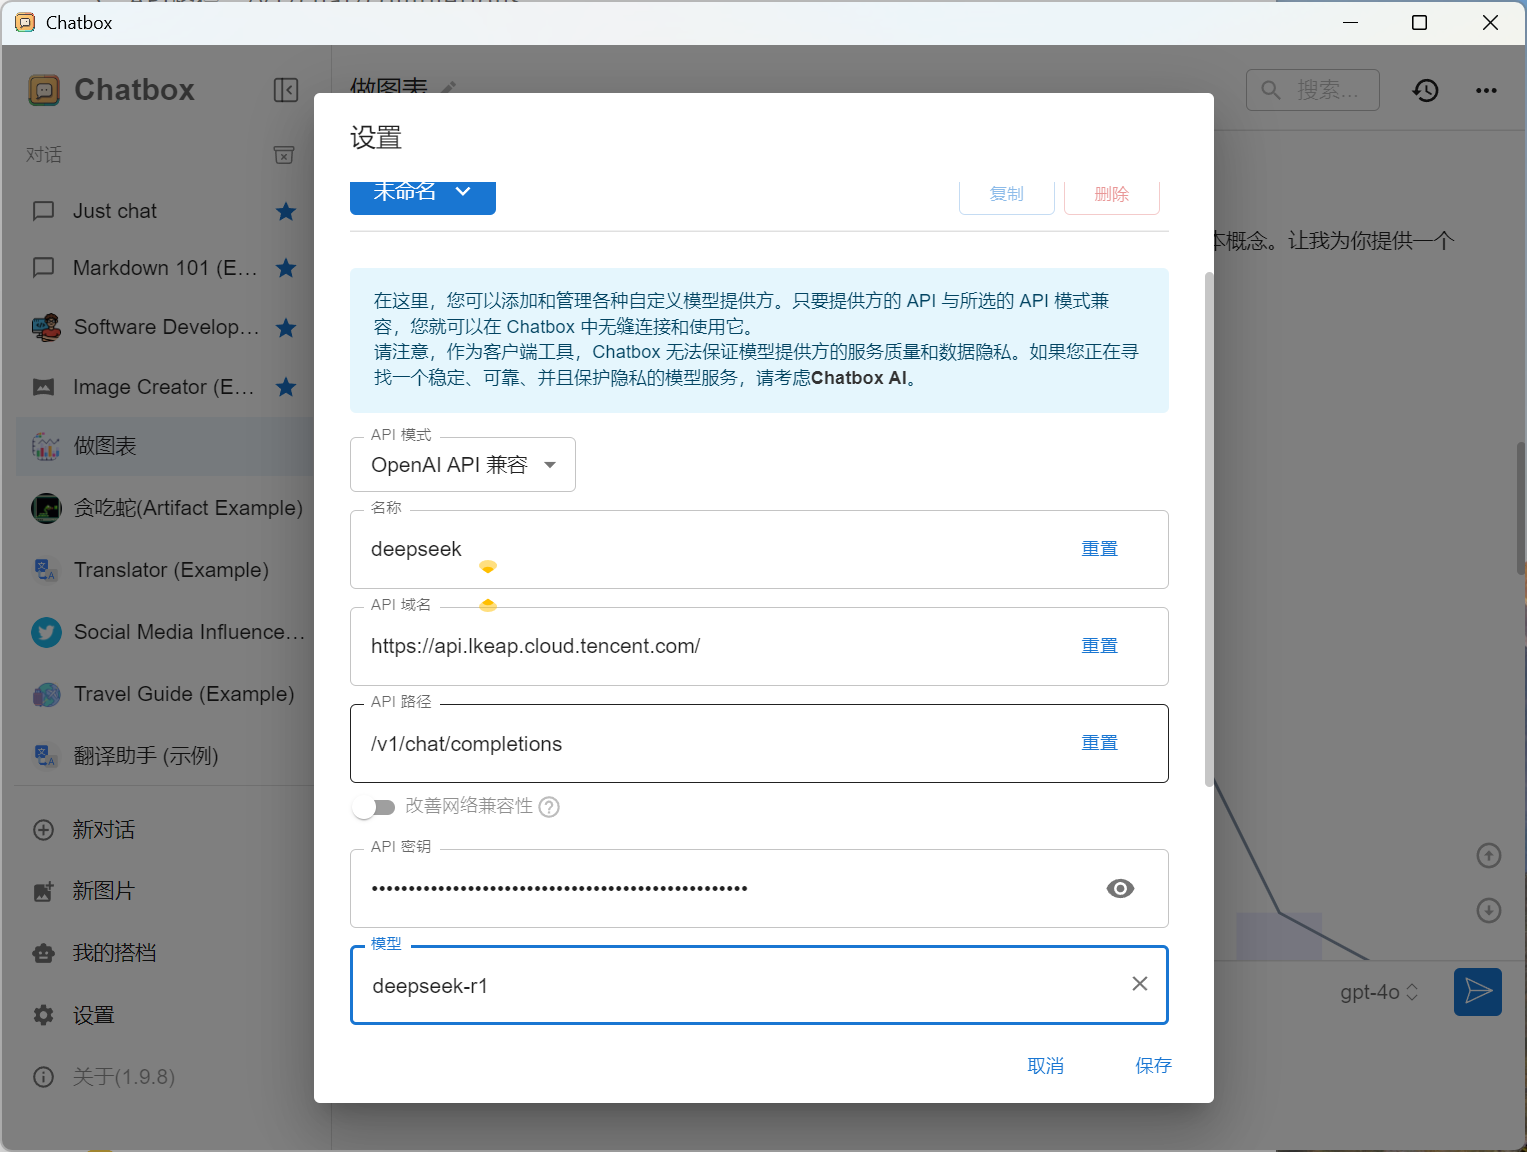 Chatbox
Chatbox
做图表
搜索...
对话
Just chat
Markdown 101 (E...
Software Develop...
Image Creator (E...
做图表
贪吃蛇(Artifact Example)
Translator (Example)
Social Media Influence...
Travel Guide (Example)
翻译助手 (示例)
新对话
新图片
我的搭档
设置
关于(1.9.8)
本概念。让我为你提供一个
gpt-4o
设置
未命名
复制
删除
在这里，您可以添加和管理各种自定义模型提供方。只要提供方的 API 与所选的 API 模式兼
容，您就可以在 Chatbox 中无缝连接和使用它。
请注意，作为客户端工具，Chatbox 无法保证模型提供方的服务质量和数据隐私。如果您正在寻
找一个稳定、可靠、并且保护隐私的模型服务，请考虑Chatbox AI。
API 模式
OpenAI API 兼容
名称
deepseek
重置
API 域名
https://api.lkeap.cloud.tencent.com/
重置
API 路径
/v1/chat/completions
重置
改善网络兼容性
API 密钥
模型
deepseek-r1
取消
保存